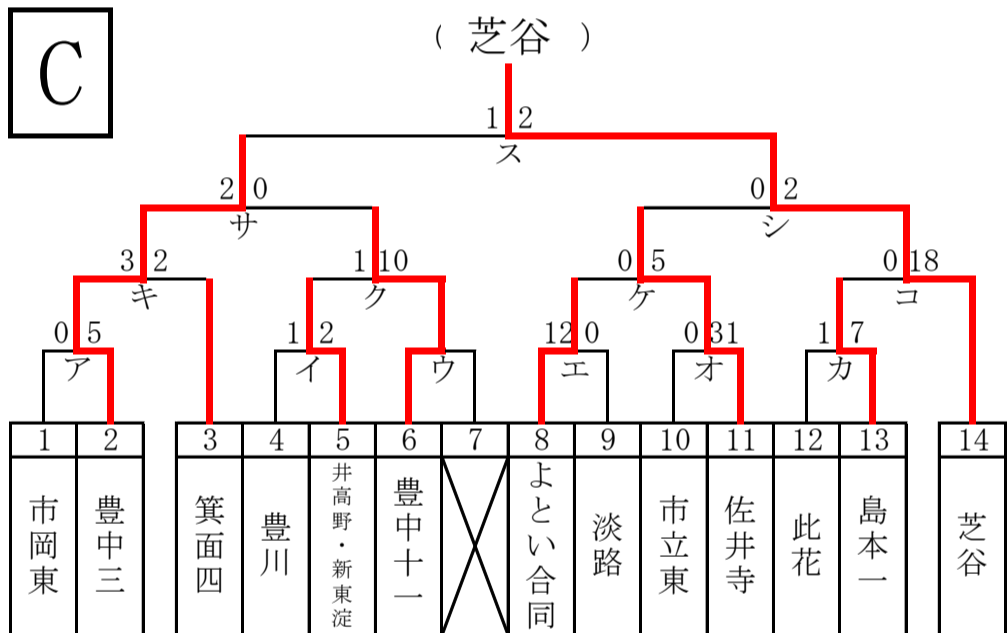 C
（ 芝谷 ）
1 2
ス
2 0
0 2
サ
シ
3 2
1 10
0 5
0 18
キ
ク
ケ
コ
0 5
1 2
12 0
0 31
1 7
ア
イ
ウ
エ
オ
カ
1 2 3 4 5 6 7 8 9 10 11 12 13 14
市岡東
豊中三
箕面四
豊川
井高野・新東淀
豊中十一
よとい合同
淡路
市立東
佐井寺
此花
島本一
芝谷